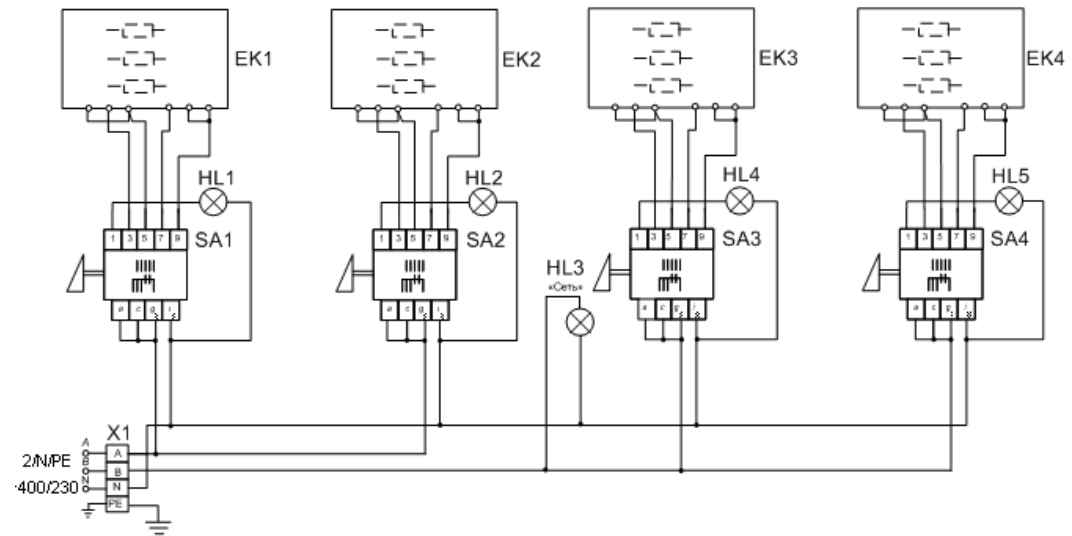 EK1
EK2
EK3
EK4
HL1
HL2
HL4
HL5
1 3 5 7 9
SA1
1 3 5 7 9
SA2
1 3 5 7 9
SA3
1 3 5 7 9
SA4
HL3
«Сеть»
a c g i
a c g i
a c g i
a c g i
X1
A A
2/N/PE
B B
400/230
N N
PE